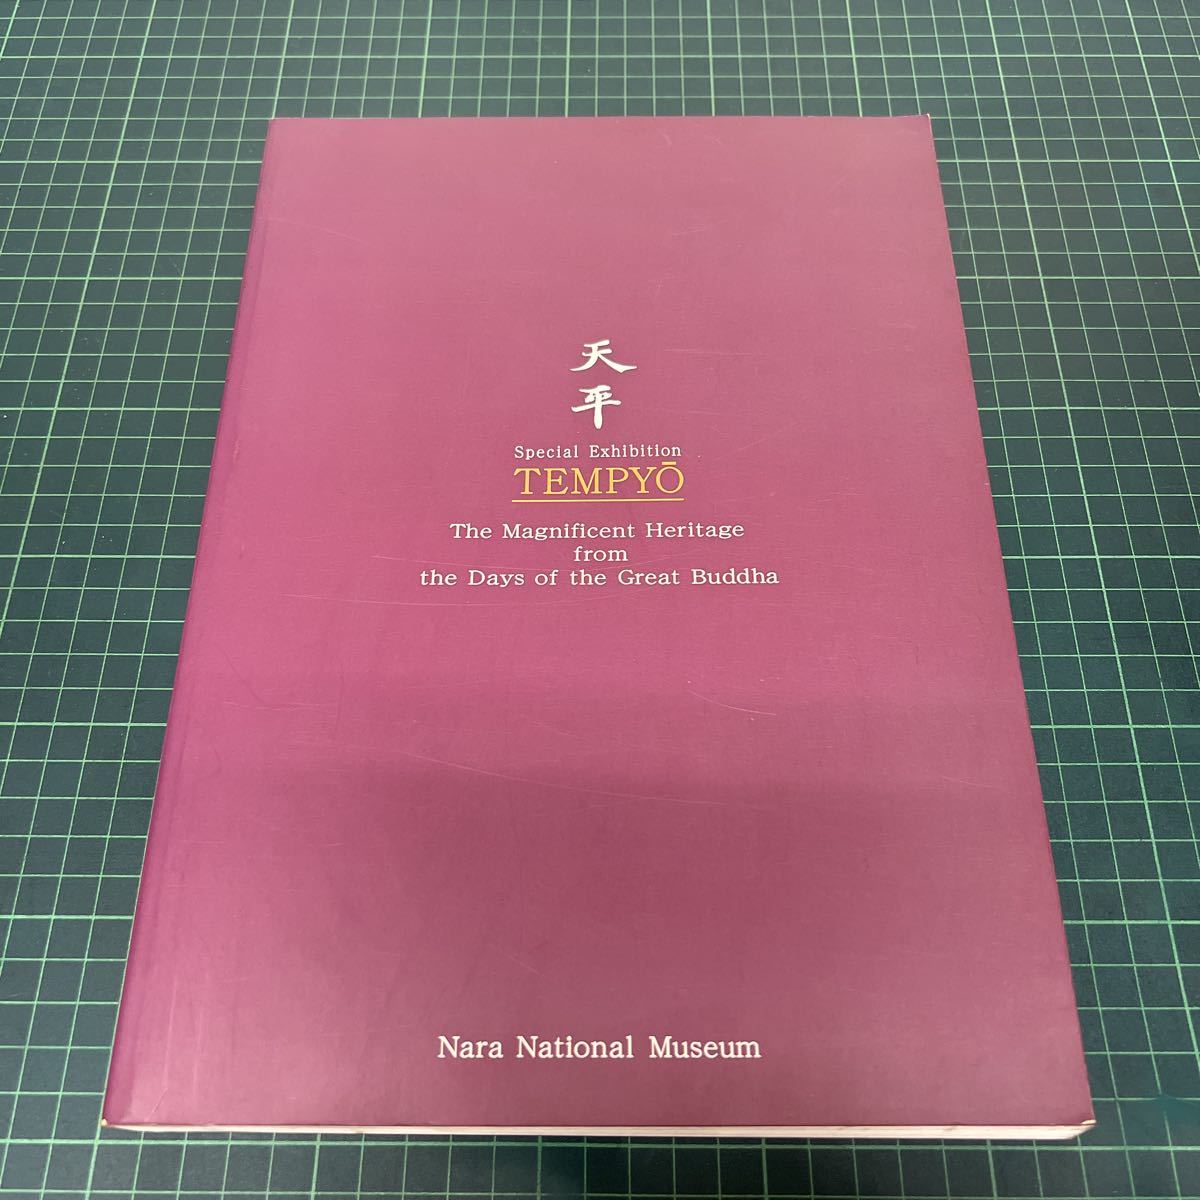 天平
Special Exhibition
TEMPYŌ
The Magnificent Heritage
from
the Days of the Great Buddha
Nara National Museum